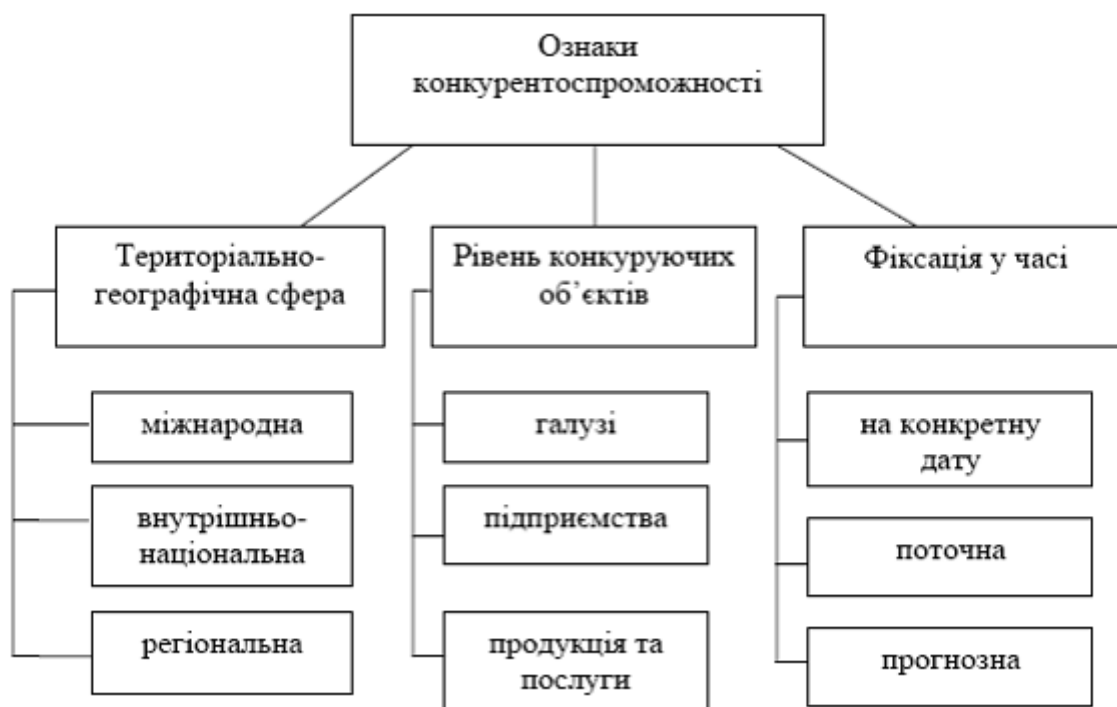 Ознаки
конкурентоспроможності
Територіально-
географічна сфера
міжнародна
внутрішньо-
національна
регіональна
Рівень конкуруючих
об’єктів
галузі
підприємства
продукція та
послуги
Фіксація у часі
на конкретну
дату
поточна
прогнозна